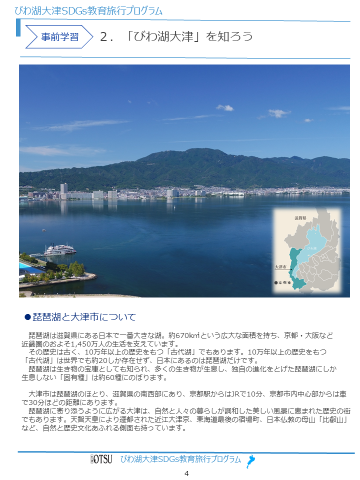 びわ湖大津SDGs教育旅行プログラム
事前学習
２．「びわ湖大津」を知ろう
滋賀県
大津市
●琵琶湖と大津市について
琵琶湖は滋賀県にある日本で一番大きな湖。約670k㎡という広大な面積を持ち、京都・大阪など
近畿圏のおよそ1,450万人の生活を支えています。
その歴史は古く、10万年以上の歴史をもつ「古代湖」でもあります。10万年以上の歴史をもつ
「古代湖」は世界でも約20しか存在せず、日本にあるのは琵琶湖だけです。
琵琶湖は生き物の宝庫としても知られ、多くの生き物が生息し、独自の進化をとげた琵琶湖にしか
生息しない「固有種」は約60種にのぼります。
大津市は琵琶湖のほとり、滋賀県の南西部にあり、京都駅からはJRで10分、京都市内中心部からは車
で30分ほどの距離にあります。
琵琶湖に寄り添うように広がる大津は、自然と人々の暮らしが調和した美しい風景に恵まれた歴史の街
でもあります。天智天皇により遷都された近江大津京、東海道最後の宿場町、日本仏教の母山「比叡山」
など、自然と歴史文化あふれる側面も持っています。
OTSU
びわ湖大津SDGs教育旅行プログラム
4